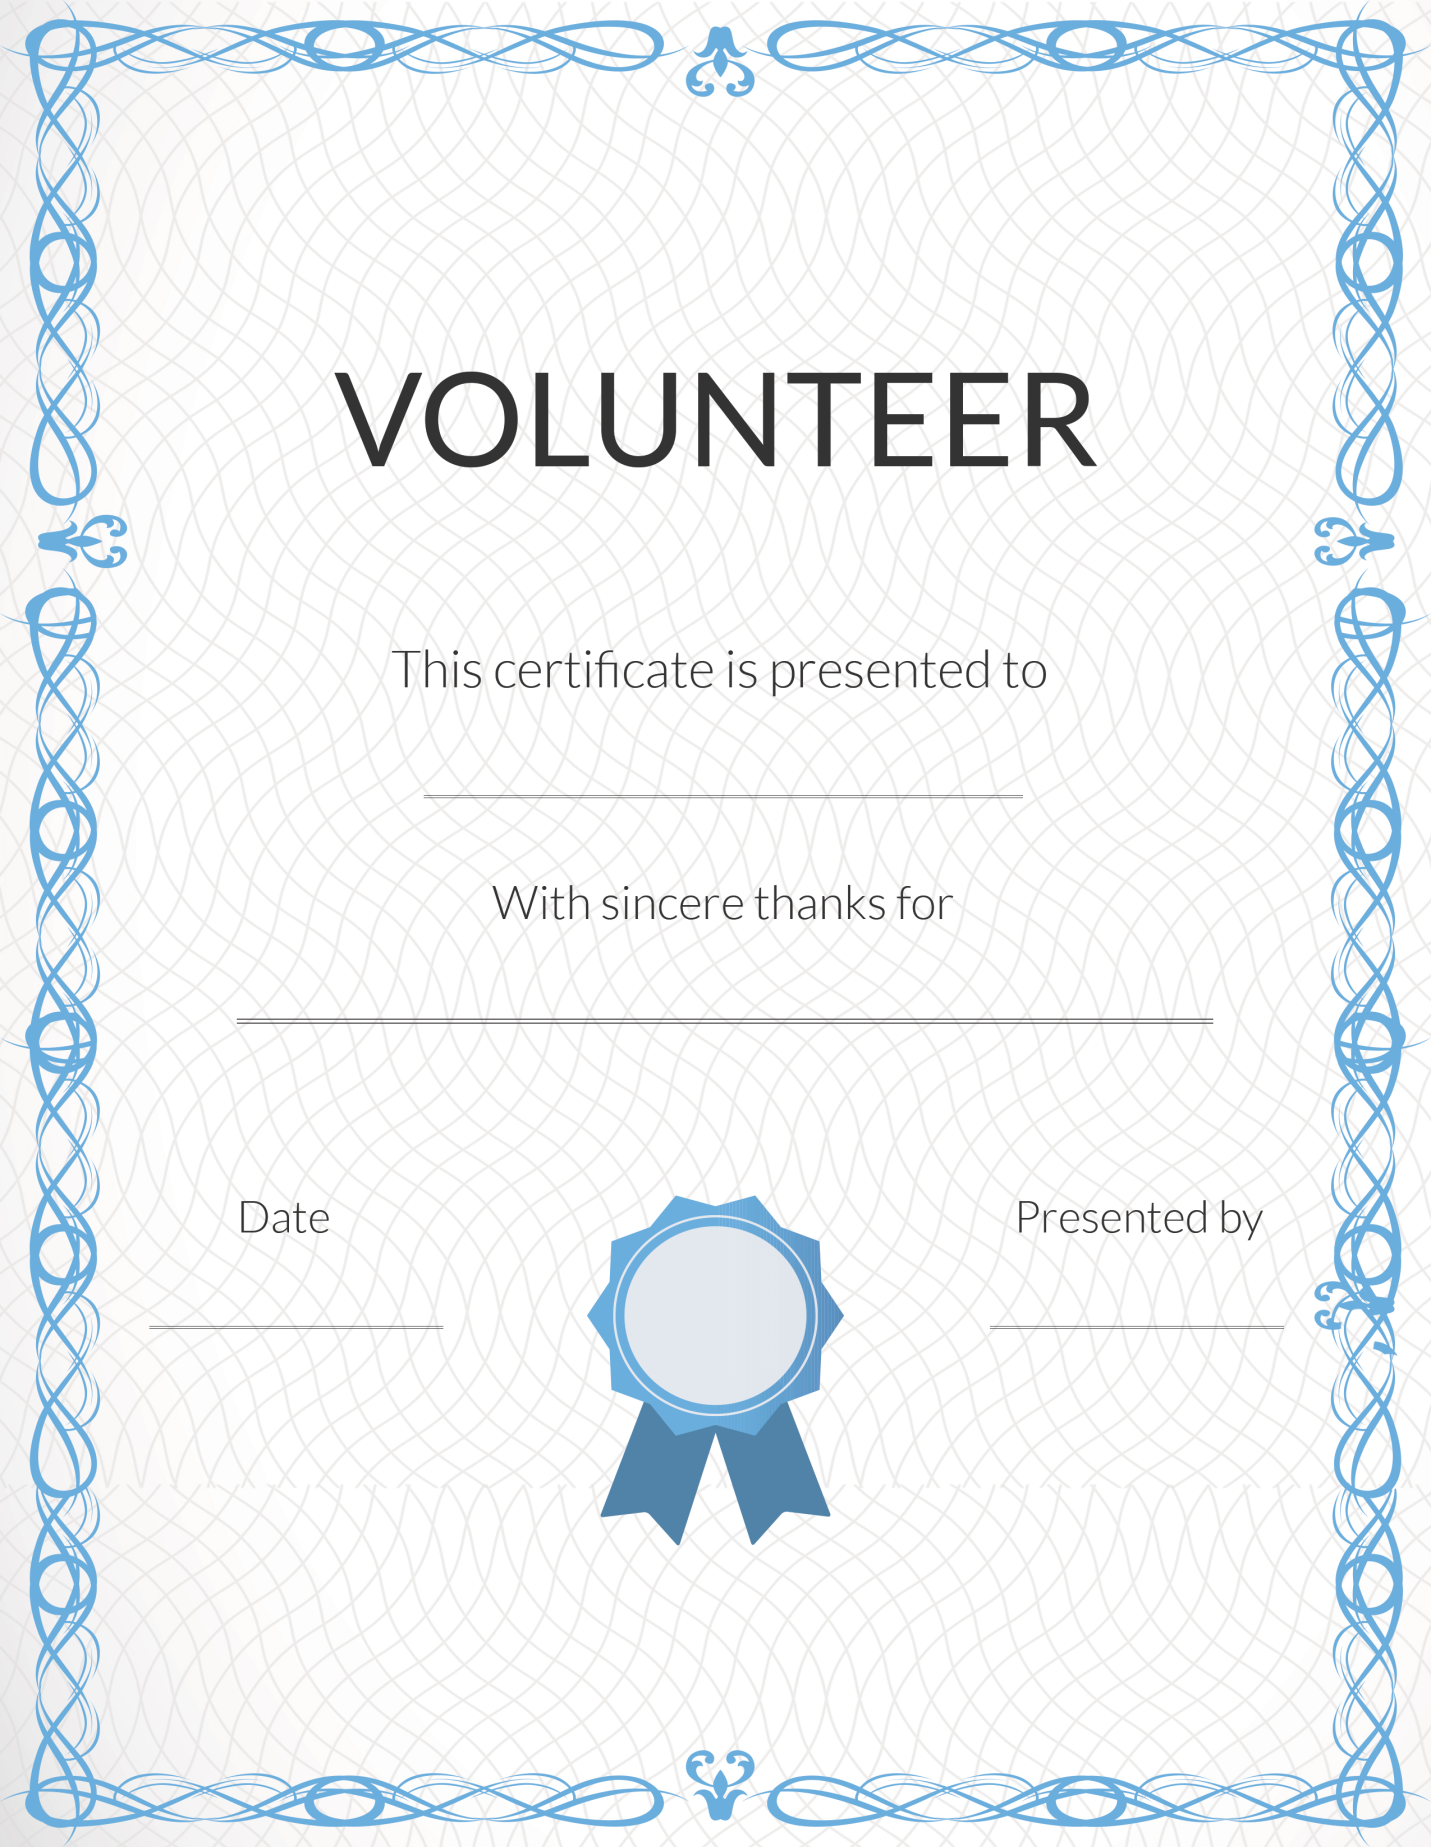 VOLUNTEER
This certificate is presented to
With sincere thanks for
Date
Presented by